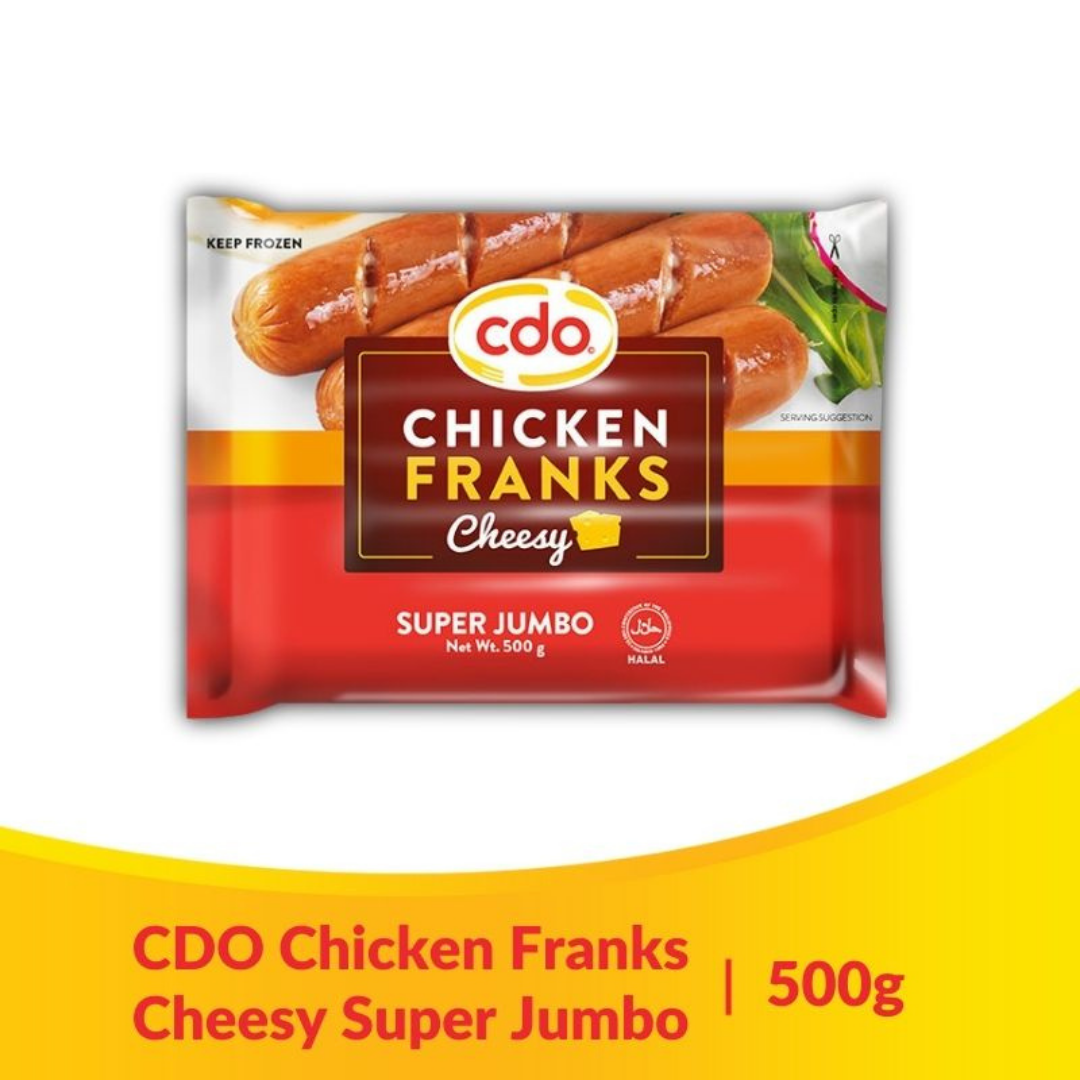 KEEP FROZEN
cdo
SERVING SUGGESTION
CHICKEN
FRANKS
Cheesy
SUPER JUMBO
Net Wt. 500 g
حلال
HALAL
CDO Chicken Franks
Cheesy Super Jumbo
| 500g